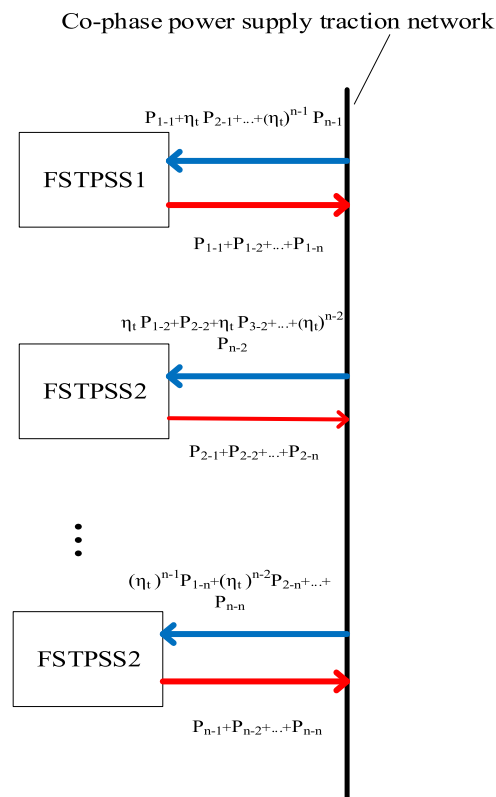 Co-phase power supply traction network
P₁₋₁+ηₜ P₂₋₁+...+(ηₜ)ⁿ⁻¹ Pₙ₋₁
FSTPSS1
P₁₋₁+P₁₋₂+...+P₁₋ₙ
ηₜ P₁₋₂+P₂₋₂+ηₜ P₃₋₂+...+(ηₜ)ⁿ⁻²
Pₙ₋₂
FSTPSS2
P₂₋₁+P₂₋₂+...+P₂₋ₙ
...
(ηₜ)ⁿ⁻¹P₁₋ₙ+(ηₜ)ⁿ⁻²P₂₋ₙ+...+
Pₙ₋ₙ
FSTPSS2
Pₙ₋₁+Pₙ₋₂+...+Pₙ₋ₙ